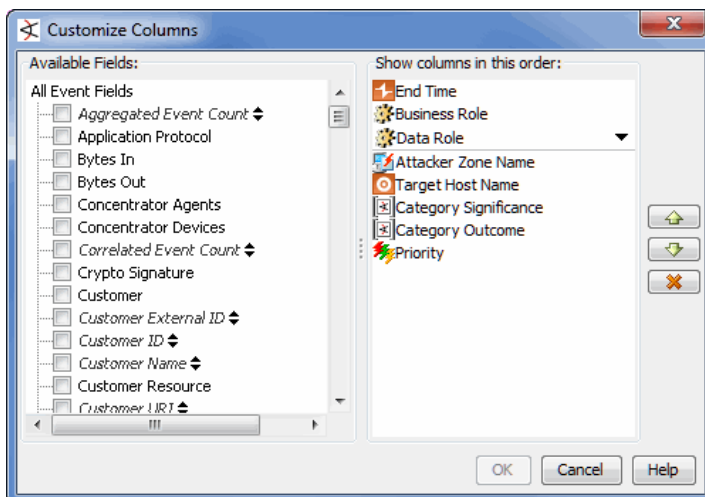 Customize Columns
Available Fields:
All Event Fields
Aggregated Event Count
Application Protocol
Bytes In
Bytes Out
Concentrator Agents
Concentrator Devices
Correlated Event Count
Crypto Signature
Customer
Customer External ID
Customer ID
Customer Name
Customer Resource
Customer URI
Show columns in this order:
End Time
Business Role
Data Role
Attacker Zone Name
Target Host Name
Category Significance
Category Outcome
Priority
OK
Cancel
Help